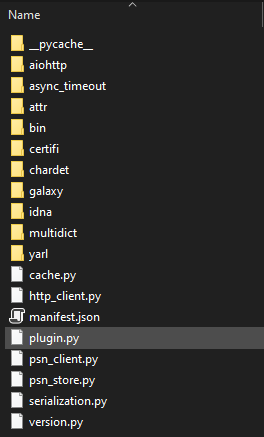 Name
__pycache__
aiohttp
async_timeout
attr
bin
certifi
chardet
galaxy
idna
multidict
yarl
cache.py
http_client.py
manifest.json
plugin.py
psn_client.py
psn_store.py
serialization.py
version.py